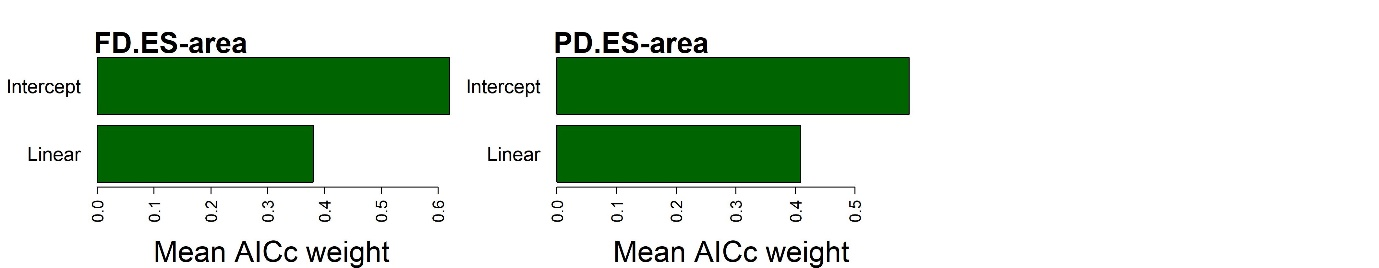 FD.ES-area
Intercept
Linear
0.0 0.1 0.2 0.3 0.4 0.5 0.6
Mean AICc weight
PD.ES-area
Intercept
Linear
0.0 0.1 0.2 0.3 0.4 0.5
Mean AICc weight